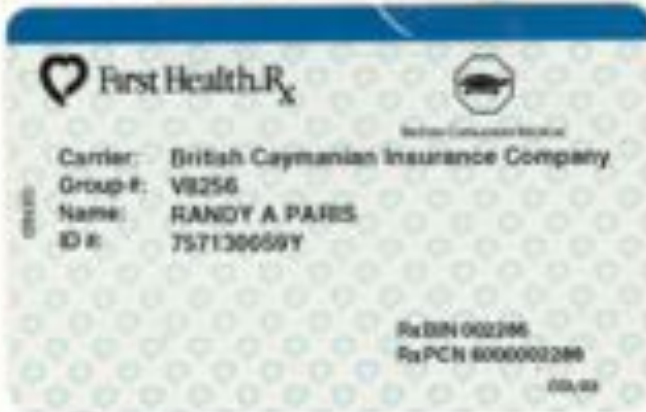 First Health.Rx
Carrier: British Caymanian Insurance Company
Group #: V8256
Name: RANDY A PARIS
ID #: 757130059Y
RxBIN 002286
RxPCN 6000002286